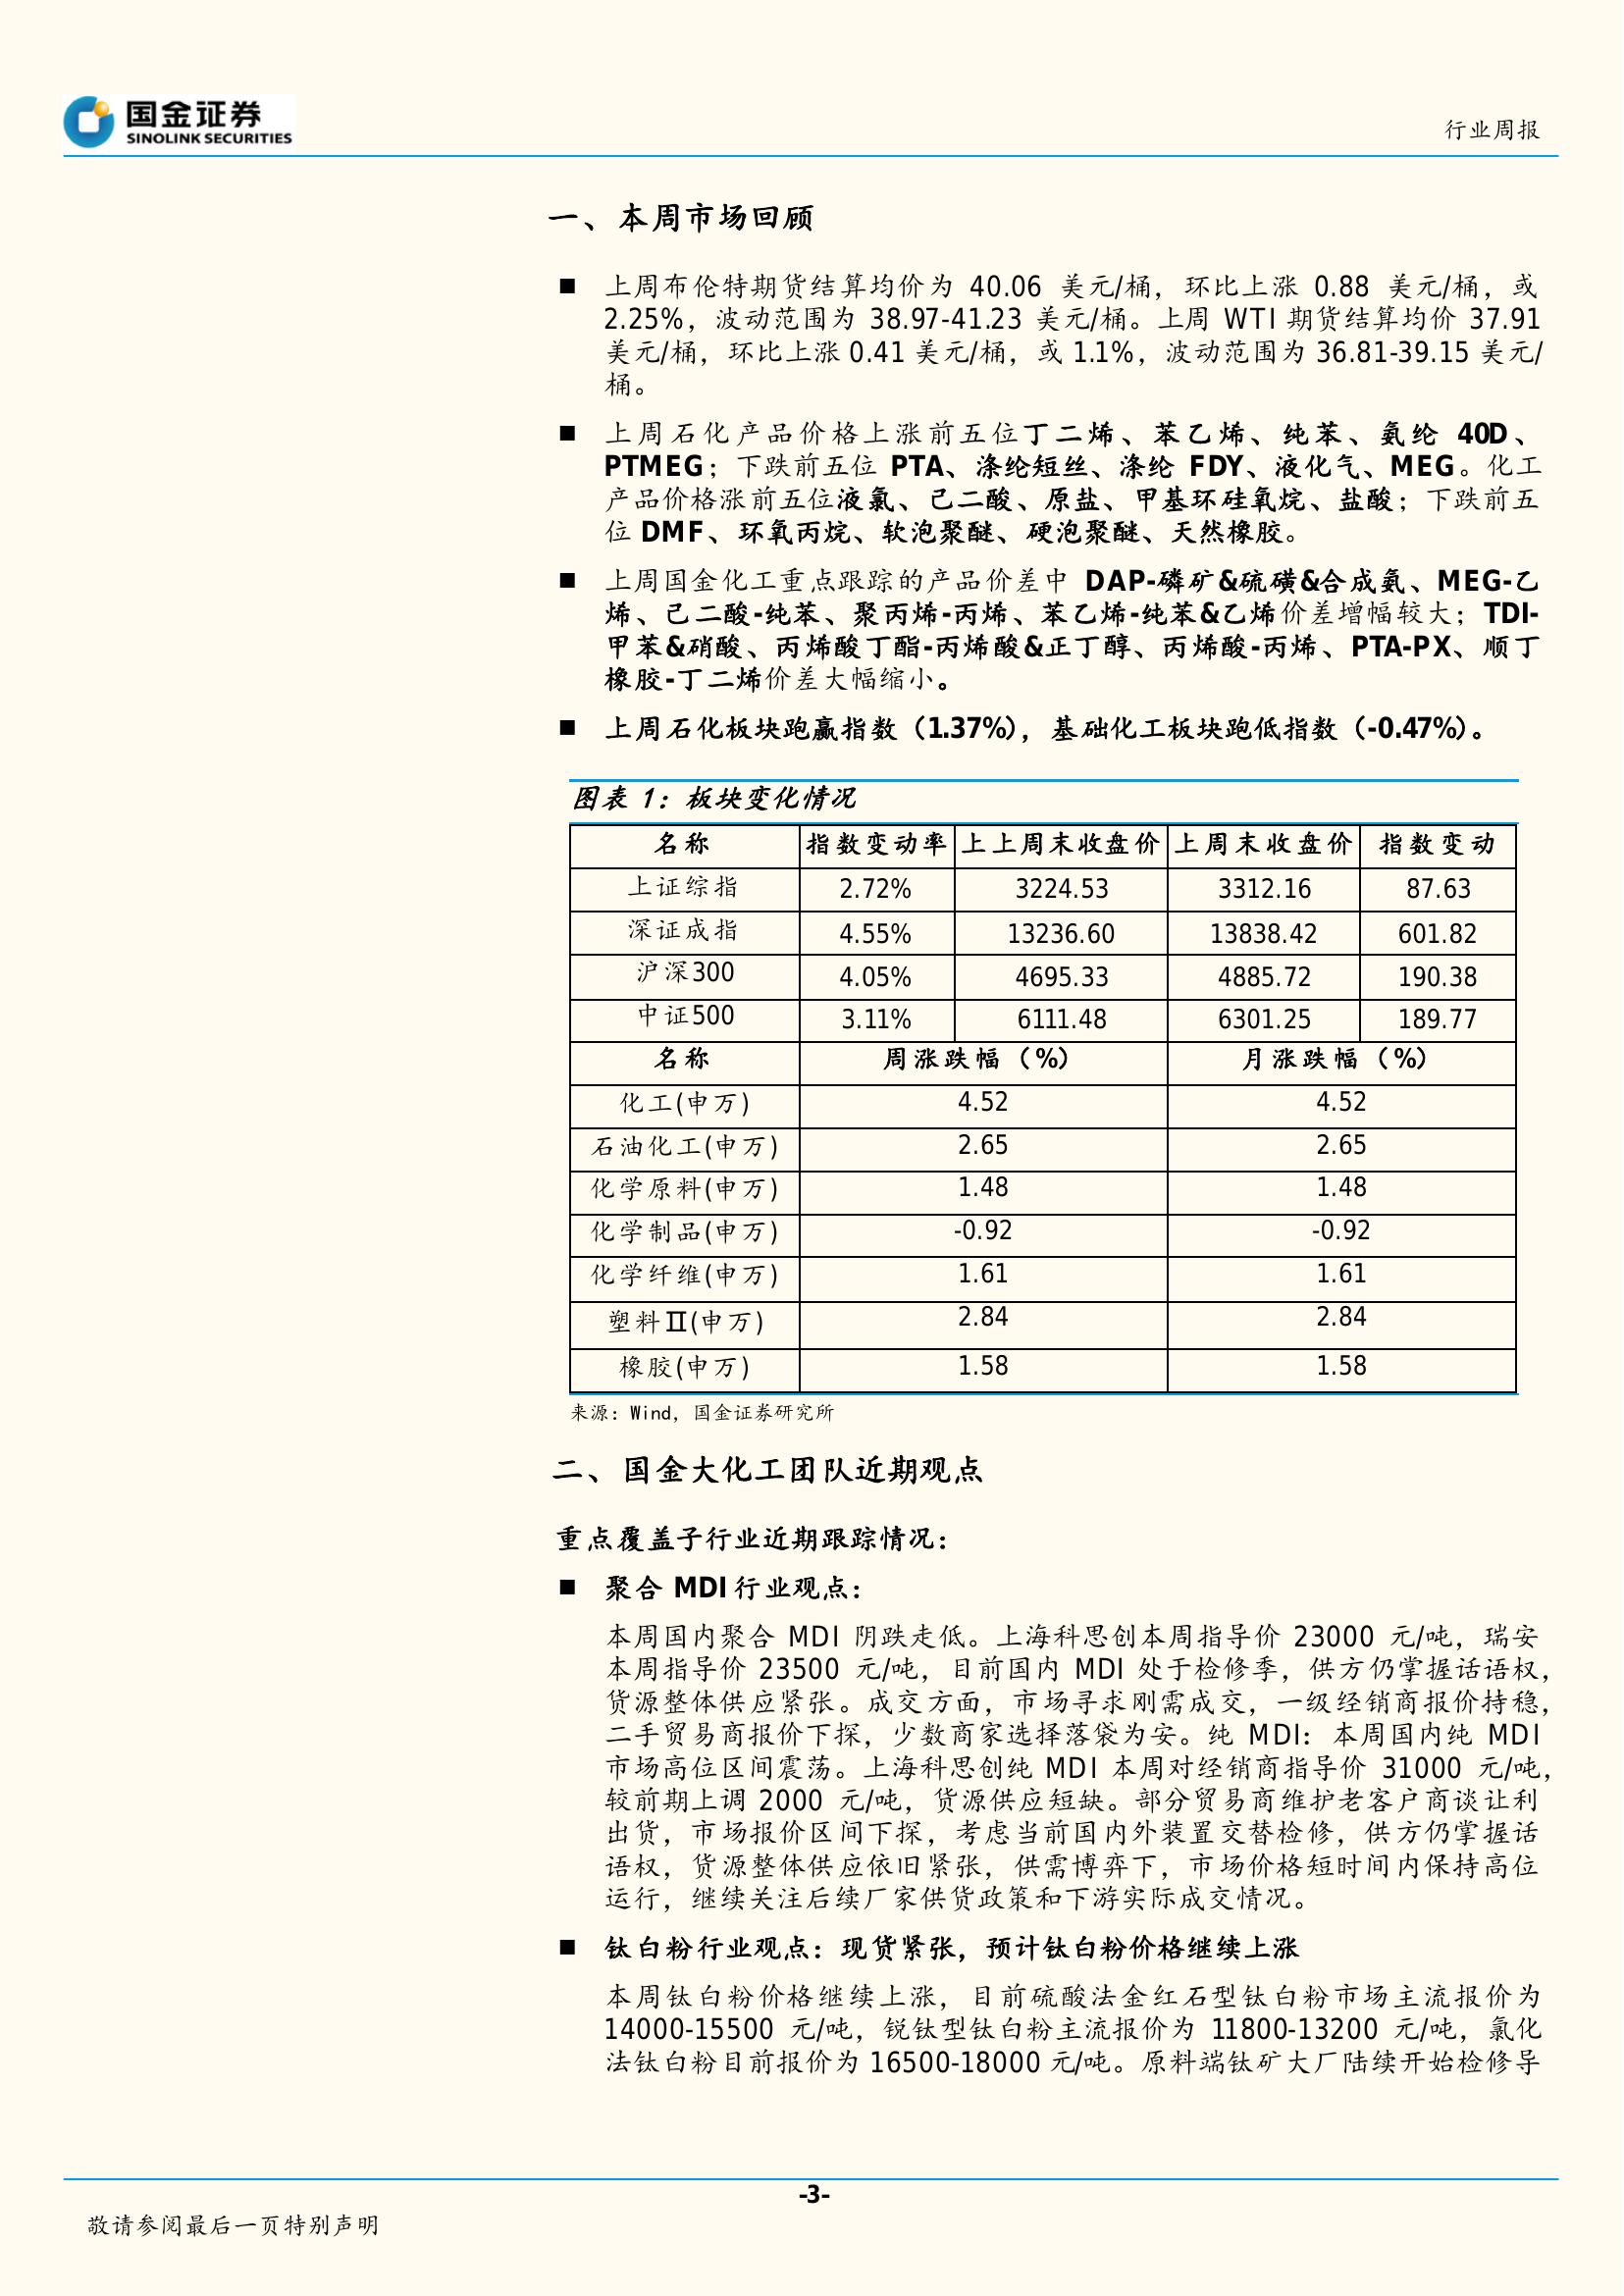 国金证券
SINOLINK SECURITIES
行业周报
一、本周市场回顾
■ 上周布伦特期货结算均价为 40.06 美元/桶，环比上涨 0.88 美元/桶，或
2.25%，波动范围为 38.97-41.23 美元/桶。上周 WTI 期货结算均价 37.91
美元/桶，环比上涨 0.41 美元/桶，或 1.1%，波动范围为 36.81-39.15 美元/
桶。
■ 上周石化产品价格上涨前五位丁二烯、苯乙烯、纯苯、氨纶 40D、
PTMEG；下跌前五位 PTA、涤纶短丝、涤纶 FDY、液化气、MEG。化工
产品价格涨前五位液氯、己二酸、原盐、甲基环硅氧烷、盐酸；下跌前五
位 DMF、环氧丙烷、软泡聚醚、硬泡聚醚、天然橡胶。
■ 上周国金化工重点跟踪的产品价差中 DAP-磷矿&硫磺&合成氨、MEG-乙
烯、己二酸-纯苯、聚丙烯-丙烯、苯乙烯-纯苯&乙烯价差增幅较大；TDI-
甲苯&硝酸、丙烯酸丁酯-丙烯酸&正丁醇、丙烯酸-丙烯、PTA-PX、顺丁
橡胶-丁二烯价差大幅缩小。
■ 上周石化板块跑赢指数（1.37%），基础化工板块跑低指数（-0.47%）。
图表 1：板块变化情况
名称 指数变动率 上上周末收盘价 上周末收盘价 指数变动
上证综指 2.72% 3224.53 3312.16 87.63
深证成指 4.55% 13236.60 13838.42 601.82
沪深300 4.05% 4695.33 4885.72 190.38
中证500 3.11% 6111.48 6301.25 189.77
名称 周涨跌幅（%） 月涨跌幅（%）
化工(申万) 4.52 4.52
石油化工(申万) 2.65 2.65
化学原料(申万) 1.48 1.48
化学制品(申万) -0.92 -0.92
化学纤维(申万) 1.61 1.61
塑料Ⅱ(申万) 2.84 2.84
橡胶(申万) 1.58 1.58
来源：Wind，国金证券研究所
二、国金大化工团队近期观点
重点覆盖子行业近期跟踪情况：
■ 聚合 MDI 行业观点：
本周国内聚合 MDI 阴跌走低。上海科思创本周指导价 23000 元/吨，瑞安
本周指导价 23500 元/吨，目前国内 MDI 处于检修季，供方仍掌握话语权，
货源整体供应紧张。成交方面，市场寻求刚需成交，一级经销商报价持稳，
二手贸易商报价下探，少数商家选择落袋为安。纯 MDI：本周国内纯 MDI
市场高位区间震荡。上海科思创纯 MDI 本周对经销商指导价 31000 元/吨，
较前期上调 2000 元/吨，货源供应短缺。部分贸易商维护老客户商谈让利
出货，市场报价区间下探，考虑当前国内外装置交替检修，供方仍掌握话
语权，货源整体供应依旧紧张，供需博弈下，市场价格短时间内保持高位
运行，继续关注后续厂家供货政策和下游实际成交情况。
■ 钛白粉行业观点：现货紧张，预计钛白粉价格继续上涨
本周钛白粉价格继续上涨，目前硫酸法金红石型钛白粉市场主流报价为
14000-15500 元/吨，锐钛型钛白粉主流报价为 11800-13200 元/吨，氯化
法钛白粉目前报价为 16500-18000 元/吨。原料端钛矿大厂陆续开始检修导
-3-
敬请参阅最后一页特别声明